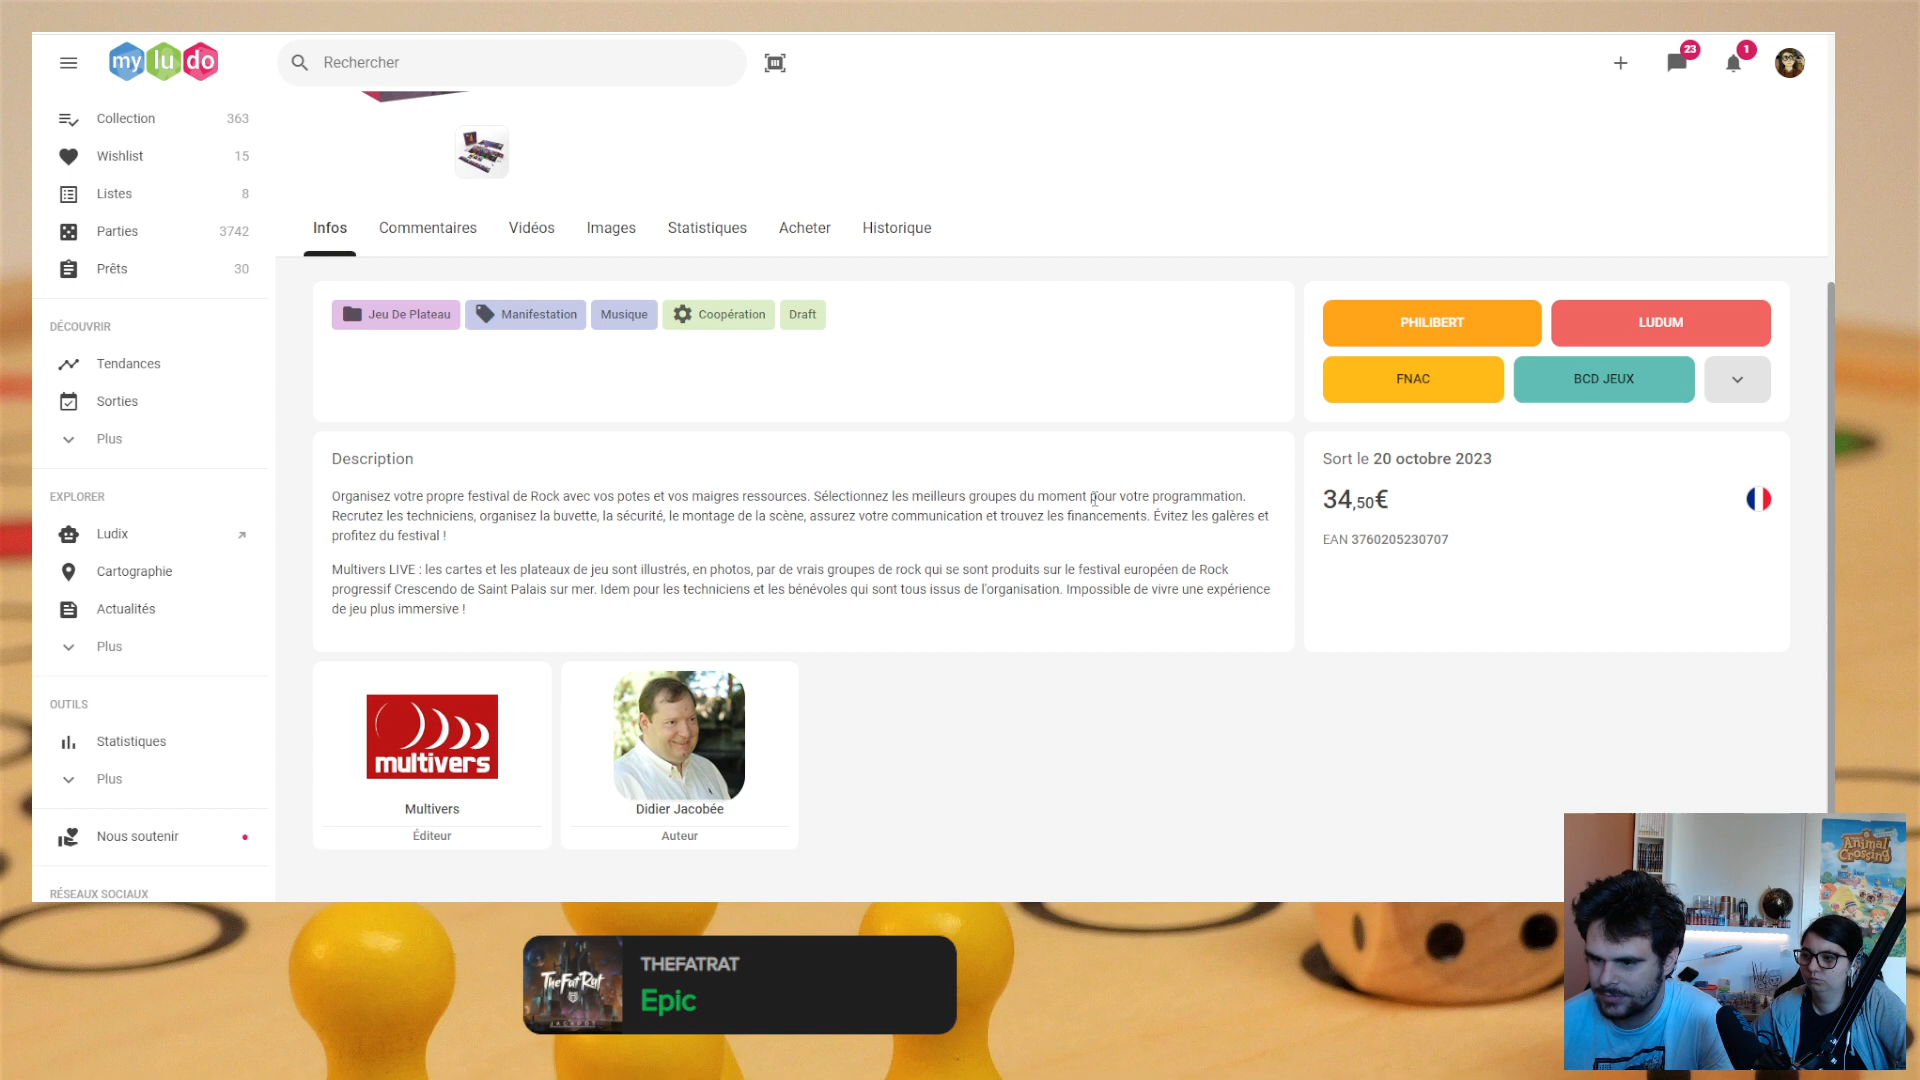 my lu do
Rechercher
23
1
Collection 363
Wishlist 15
Listes 8
Parties 3742
Prêts 30
DÉCOUVRIR
Tendances
Sorties
Plus
EXPLORER
Ludix
Cartographie
Actualités
Plus
OUTILS
Statistiques
Plus
Nous soutenir
RÉSEAUX SOCIAUX
Infos Commentaires Vidéos Images Statistiques Acheter Historique
Jeu De Plateau Manifestation Musique Coopération Draft
PHILIBERT LUDUM
FNAC BCD JEUX
Description
Organisez votre propre festival de Rock avec vos potes et vos maigres ressources. Sélectionnez les meilleurs groupes du moment pour votre programmation.
Recrutez les techniciens, organisez la buvette, la sécurité, le montage de la scène, assurez votre communication et trouvez les financements. Évitez les galères et
profitez du festival !
Multivers LIVE : les cartes et les plateaux de jeu sont illustrés, en photos, par de vrais groupes de rock qui se sont produits sur le festival européen de Rock
progressif Crescendo de Saint Palais sur mer. Idem pour les techniciens et les bénévoles qui sont tous issus de l'organisation. Impossible de vivre une expérience
de jeu plus immersive !
Sort le 20 octobre 2023
34,50€
EAN 3760205230707
multivers
Multivers
Éditeur
Didier Jacobée
Auteur
TheFatRat
JACKPOT
THEFATRAT
Epic
Animal
Crossing